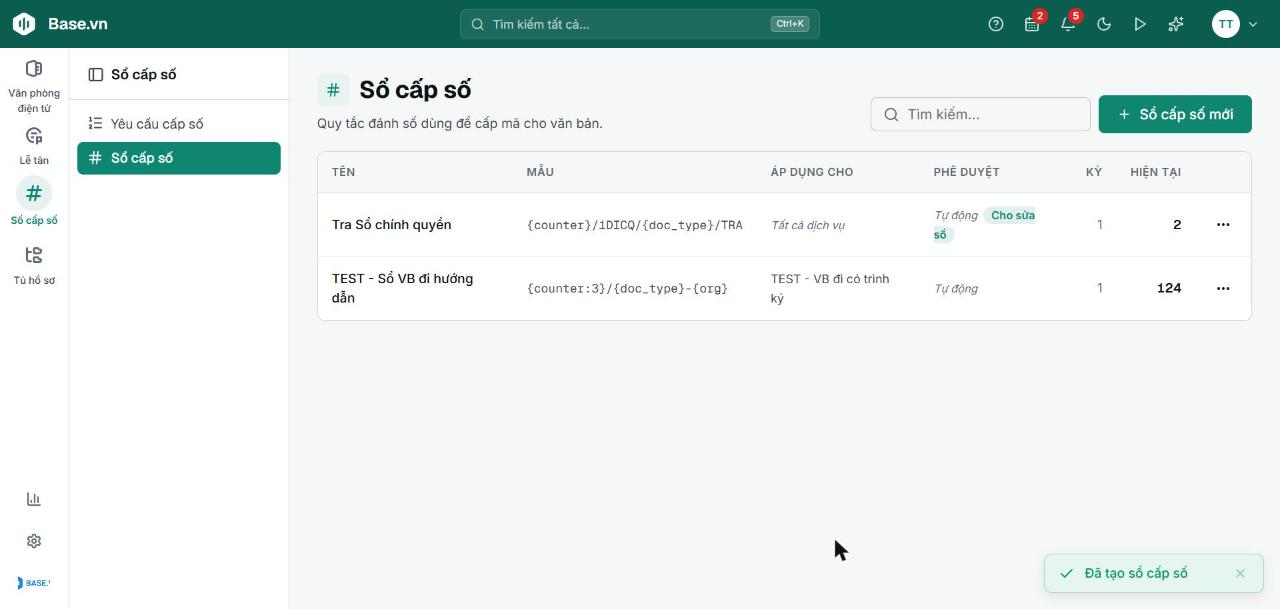 Base.vn
Tìm kiếm tất cả...
Ctrl+K
2
5
TT
Văn phòng
điện tử
Lễ tân
Sổ cấp số
Tủ hồ sơ
BASE.
Sổ cấp số
Yêu cầu cấp số
Sổ cấp số
Sổ cấp số
Quy tắc đánh số dùng để cấp mã cho văn bản.
Tìm kiếm...
+ Sổ cấp số mới
TÊN MẪU ÁP DỤNG CHO PHÊ DUYỆT KỲ HIỆN TẠI
Tra Sổ chính quyền {counter}/1DICQ/{doc_type}/TRA Tất cả dịch vụ Tự động Cho sửa
số
1 2
TEST - Sổ VB đi hướng
dẫn
{counter:3}/{doc_type}-{org}
TEST - VB đi có trình
ký
Tự động 1 124
Đã tạo sổ cấp số